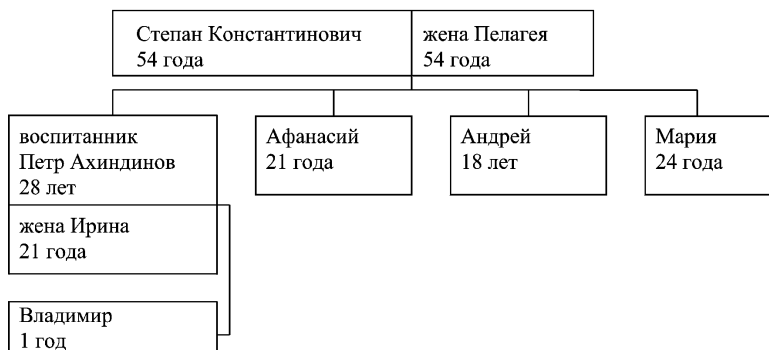 Степан Константинович
54 года
жена Пелагея
54 года
воспитанник
Петр Ахиндинов
28 лет
жена Ирина
21 года
Владимир
1 год
Афанасий
21 года
Андрей
18 лет
Мария
24 года